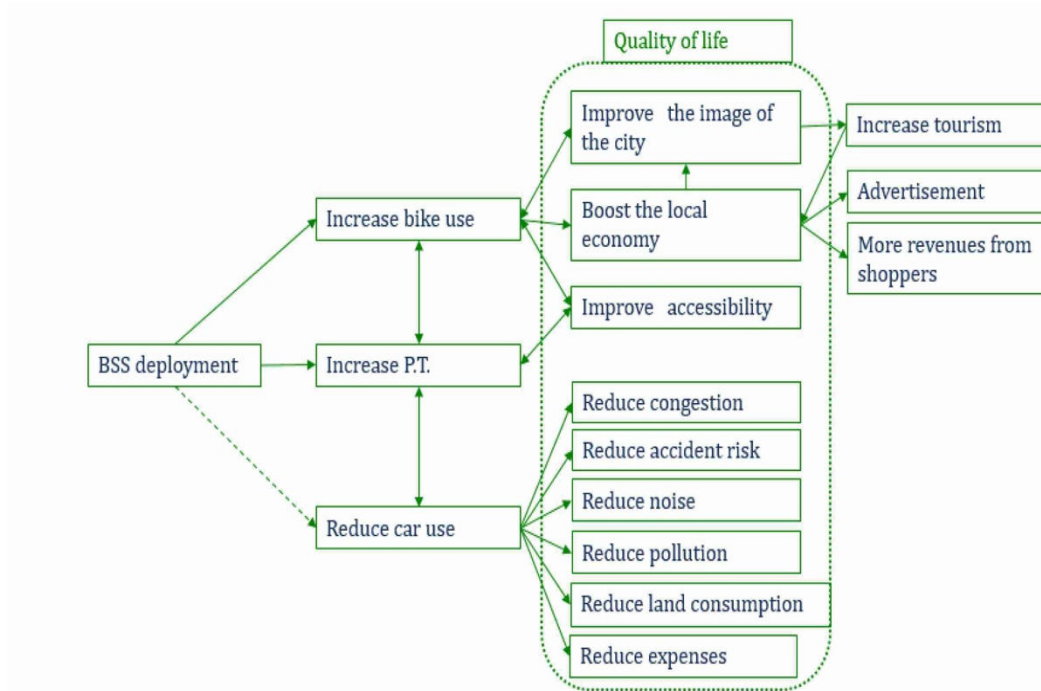 Quality of life
Improve the image of
the city
Increase tourism
Increase bike use
Boost the local
economy
Advertisement
More revenues from
shoppers
Improve accessibility
BSS deployment
Increase P.T.
Reduce congestion
Reduce accident risk
Reduce noise
Reduce car use
Reduce pollution
Reduce land consumption
Reduce expenses